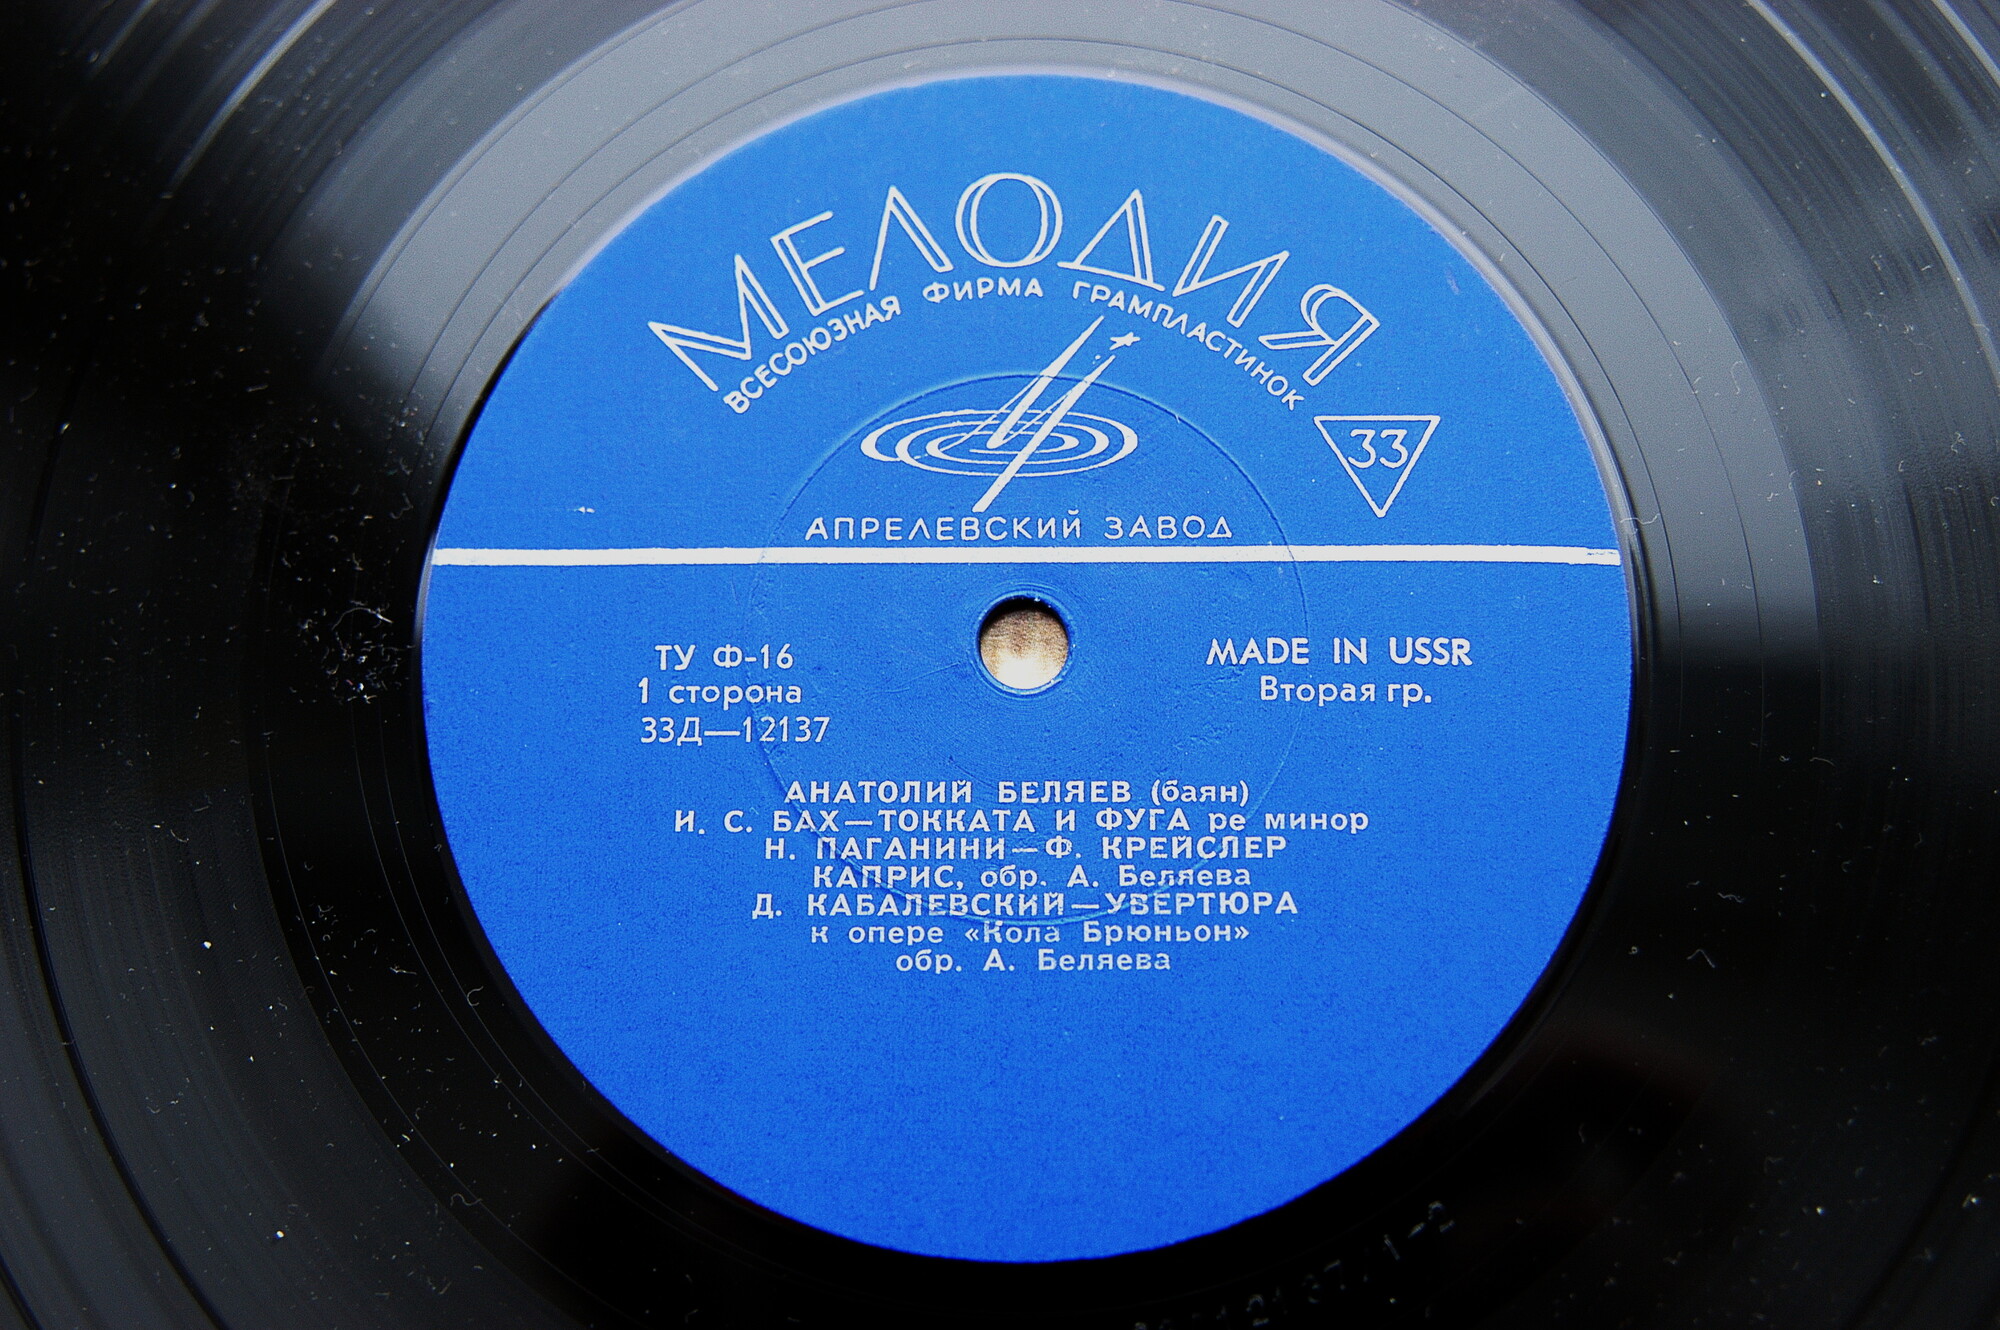 МЕЛОДИЯ
ВСЕСОЮЗНАЯ ФИРМА ГРАМПЛАСТИНОК
33
АПРЕЛЕВСКИЙ ЗАВОД
ТУ Ф-16
1 сторона
33Д—12137
MADE IN USSR
Вторая гр.
АНАТОЛИЙ БЕЛЯЕВ (баян)
И. С. БАХ—ТОККАТА И ФУГА ре минор
Н. ПАГАНИНИ—Ф. КРЕЙСЛЕР
КАПРИС, обр. А. Беляева
Д. КАБАЛЕВСКИЙ—УВЕРТЮРА
к опере «Кола Брюньон»
обр. А. Беляева